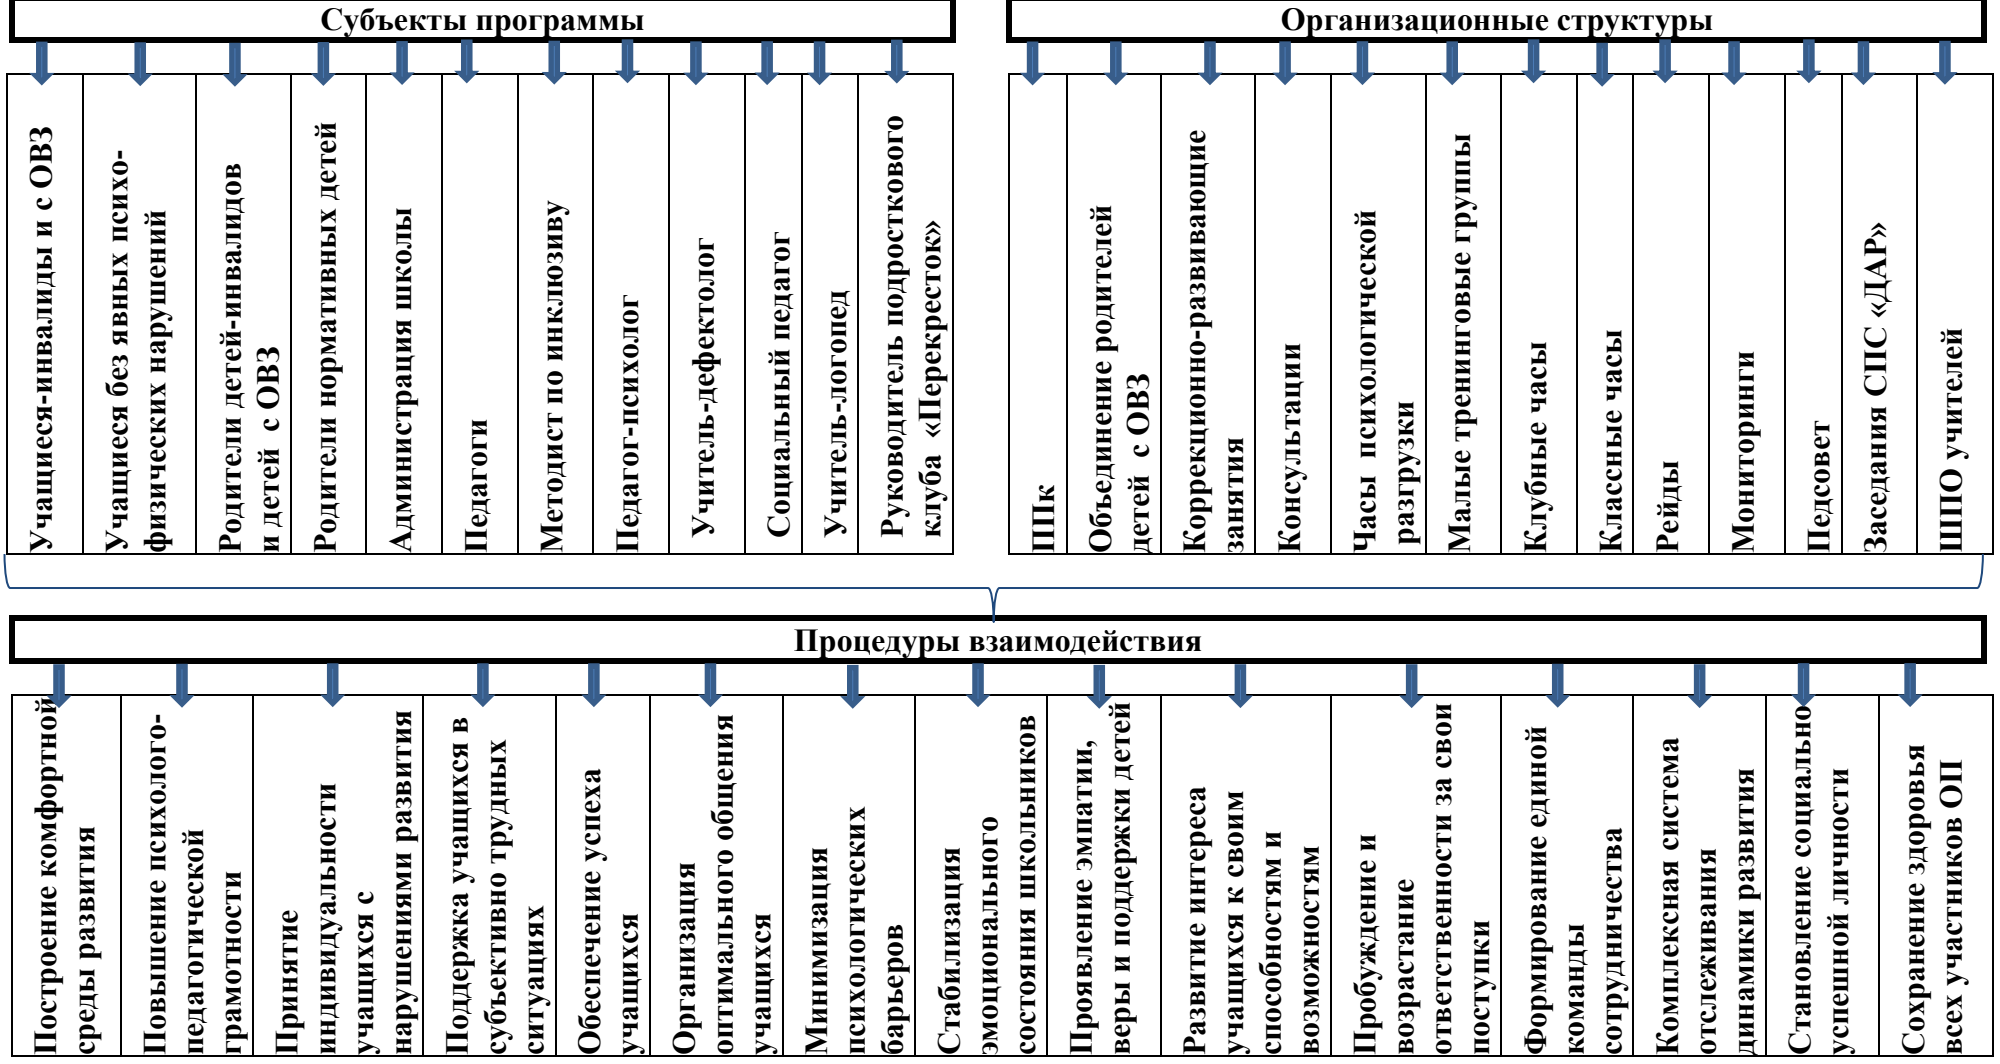 Субъекты программы
Организационные структуры
Учащиеся-инвалиды и с ОВЗ
Учащиеся без явных психо-
физических нарушений
Родители детей-инвалидов
и детей с ОВЗ
Родители нормативных детей
Администрация школы
Педагоги
Методист по инклюзиву
Педагог-психолог
Учитель-дефектолог
Социальный педагог
Учитель-логопед
Руководитель подросткового
клуба «Перекресток»
ППк
Объединение родителей
детей с ОВЗ
Коррекционно-развивающие
занятия
Консультации
Часы психологической
разгрузки
Малые тренинговые группы
Клубные часы
Классные часы
Рейды
Мониторинги
Педсовет
Заседания СПС «ДАР»
ШПО учителей
Процедуры взаимодействия
Построение комфортной
среды развития
Повышение психолого-
педагогической
грамотности
Принятие
индивидуальности
учащихся с
нарушениями развития
Поддержка учащихся в
субъективно трудных
ситуациях
Обеспечение успеха
учащихся
Организация
оптимального общения
учащихся
Минимизация
психологических
барьеров
Стабилизация
эмоционального
состояния школьников
Проявление эмпатии,
веры и поддержки детей
Развитие интереса
учащихся к своим
способностям и
возможностям
Пробуждение и
возрастание
ответственности за свои
поступки
Формирование единой
команды
сотрудничества
Комплексная система
отслеживания
динамики развития
Становление социально
успешной личности
Сохранение здоровья
всех участников ОП